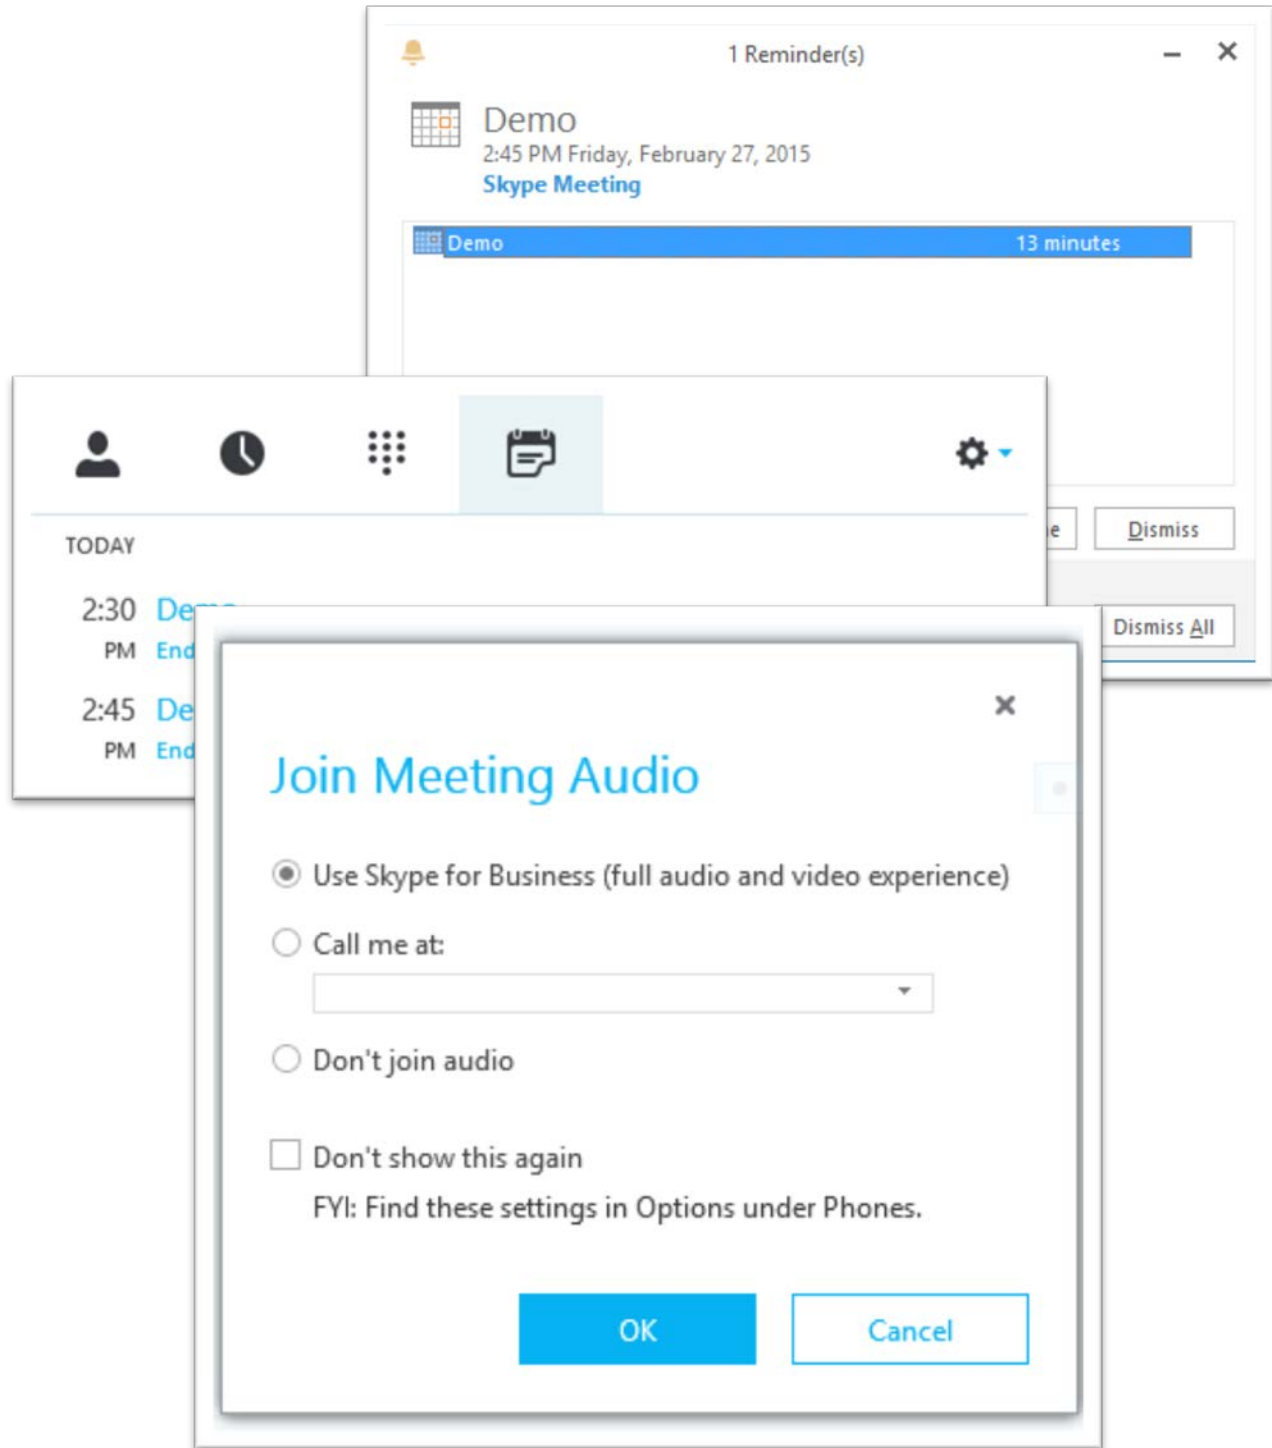 1 Reminder(s)
Demo
2:45 PM Friday, February 27, 2015
Skype Meeting
Demo 13 minutes
Dismiss
Dismiss All
TODAY
2:30
PM End
2:45
PM End
Join Meeting Audio
Use Skype for Business (full audio and video experience)
Call me at:
Don't join audio
Don't show this again
FYI: Find these settings in Options under Phones.
OK Cancel